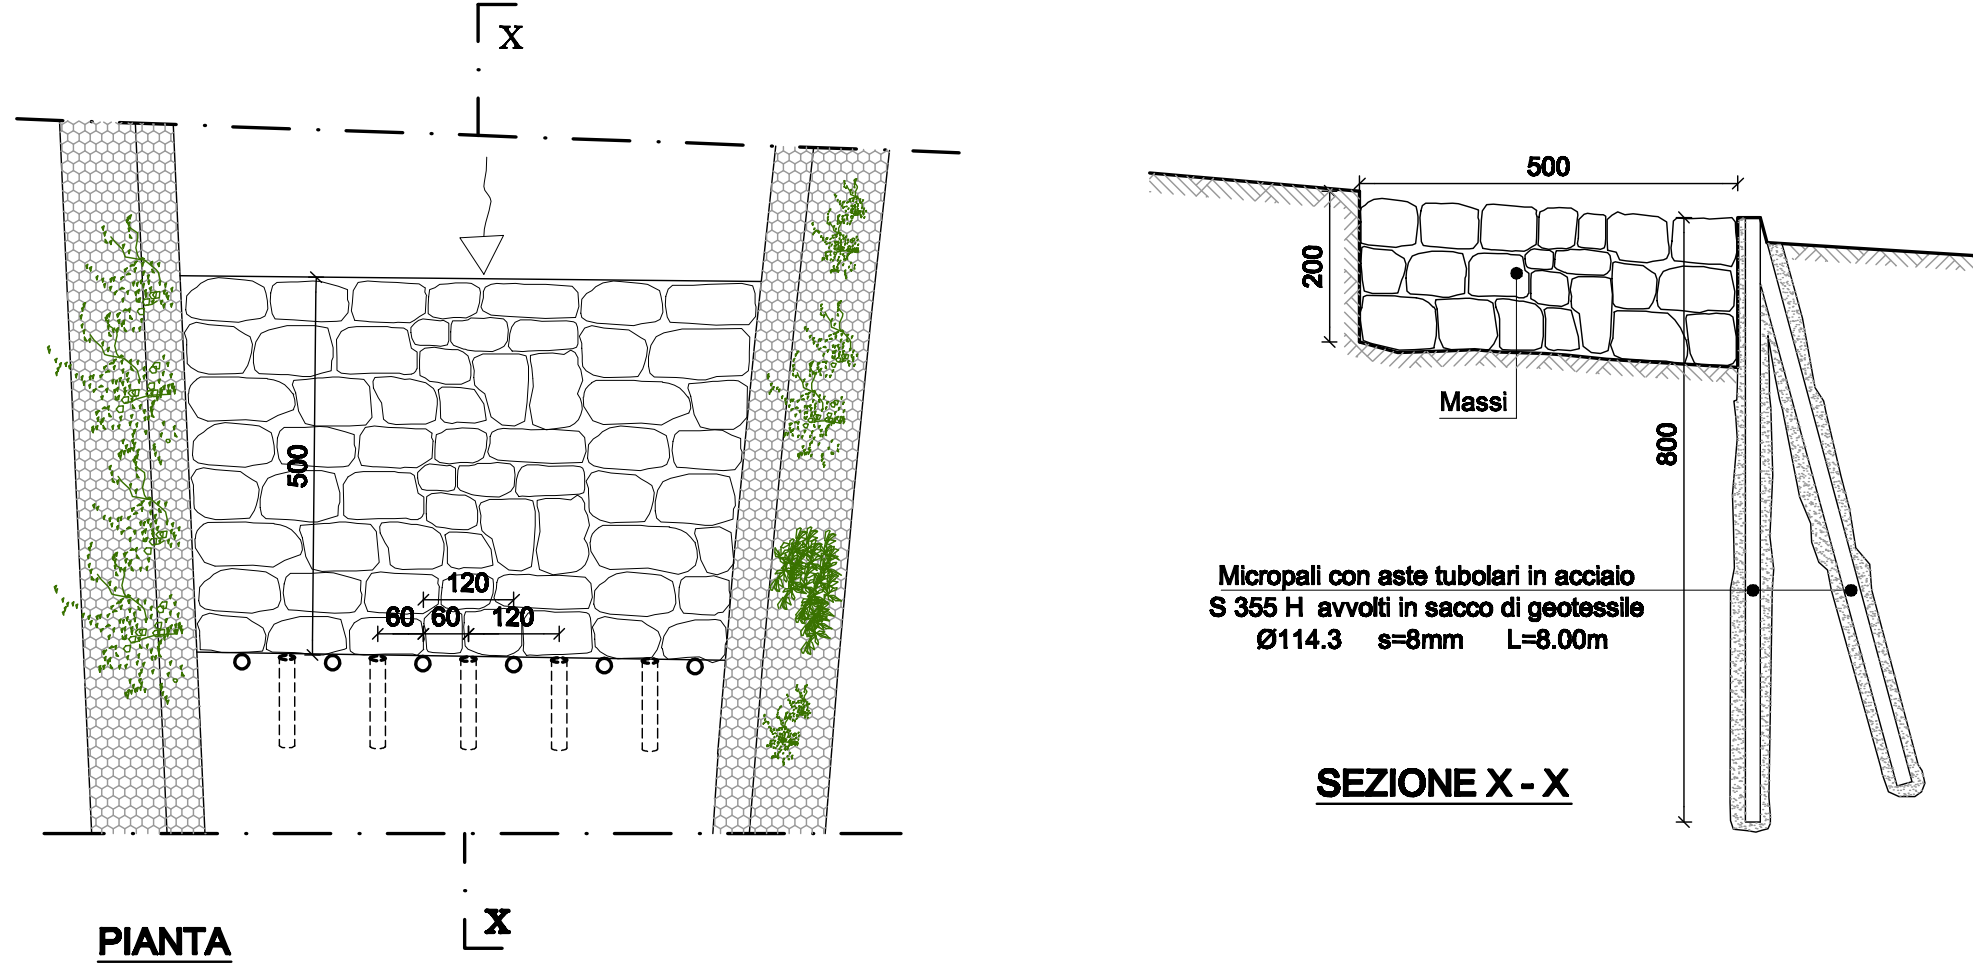 X
500
120
60
60
120
x
PIANTA
500
200
800
Massi
Micropali con aste tubolari in acciaio
S 355 H avvolti in sacco di geotessile
Ø114.3 s=8mm L=8.00m
SEZIONE X - X